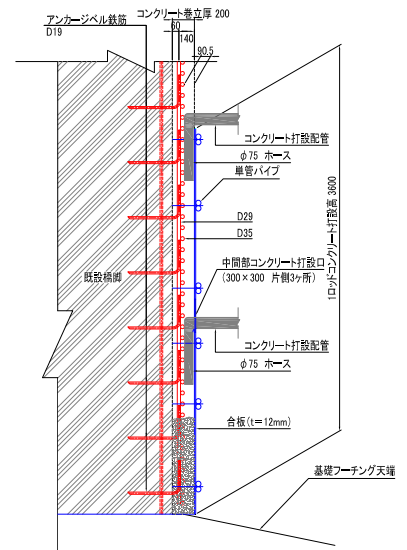 アンカージベル鉄筋
D19
コンクリート巻立厚 200
60
140
90.5
コンクリート打設配管
φ75 ホース
単管パイプ
D29
D35
中間部コンクリート打設口
(300×300 片側3ヶ所)
既設橋脚
コンクリート打設配管
φ75 ホース
合板(t=12mm)
1ロッドコンクリート打設高 3600
基礎フーチング天端